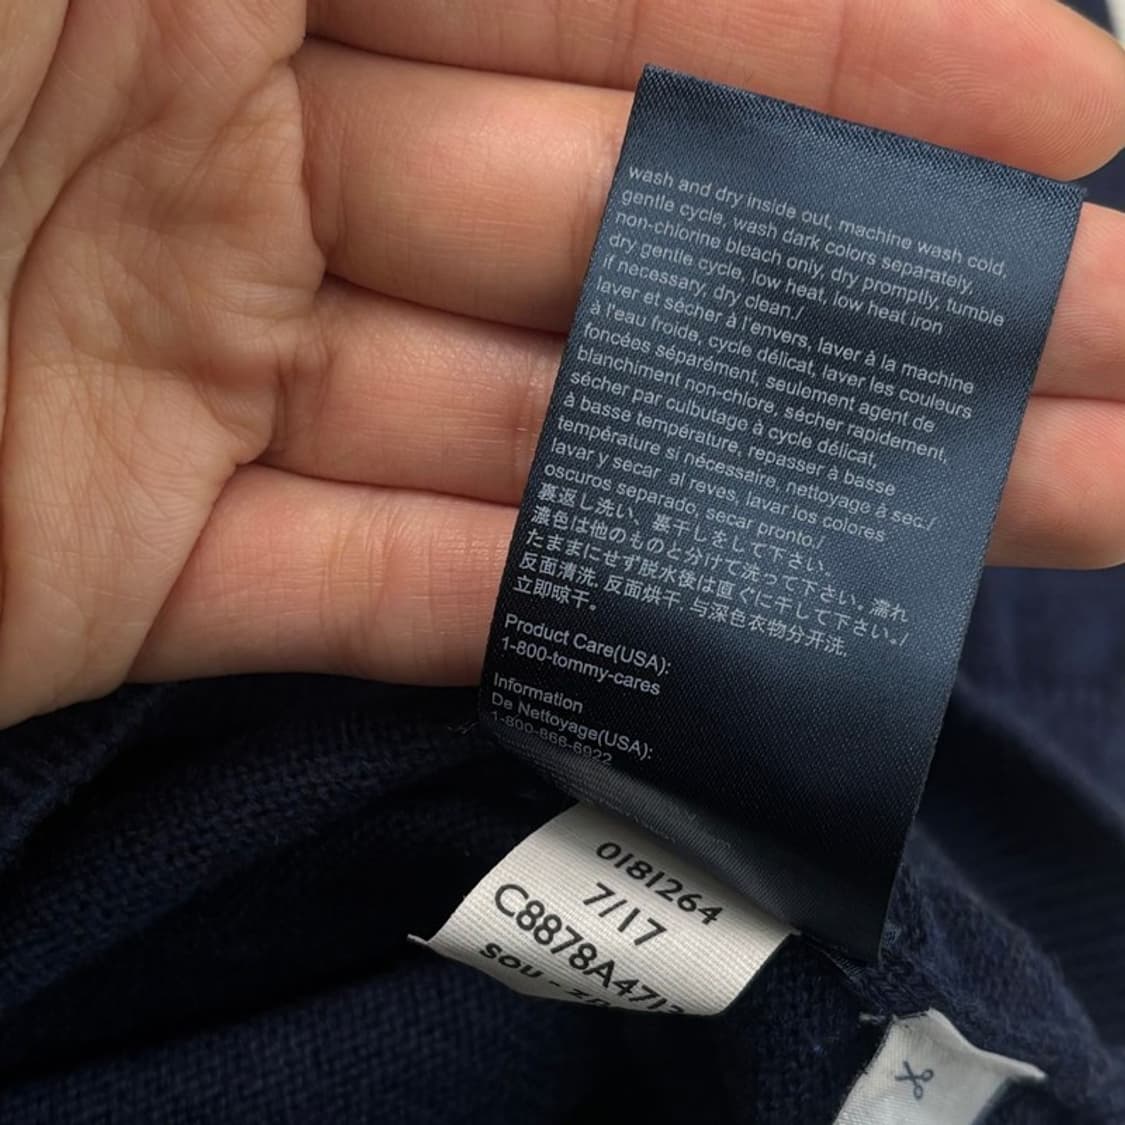 wash and dry inside out, machine wash cold,
gentle cycle, wash dark colors separately,
non-chlorine bleach only, dry promptly, tumble
dry gentle cycle, low heat, low heat iron
if necessary, dry clean./
laver et sécher à l'envers, laver à la machine
à l'eau froide, cycle délicat, laver les couleurs
foncées séparément, seulement agent de
blanchiment non-chlore, sécher rapidement,
sécher par culbutage à cycle délicat,
à basse température, repasser à basse
température si nécessaire, nettoyage à sec./
lavar y secar al reves, lavar los colores
oscuros separado, secar pronto./
裏返し洗い、裏干しをして下さい。
濃色は他のものと分けて洗って下さい。濡れ
たままにせず脱水後は直ぐに干して下さい。/
反面清洗, 反面烘干, 与深色衣物分开洗,
立即晾干。
Product Care(USA):
1-800-tommy-cares
Information
De Nettoyage(USA):
1-800-866-6922
0181264
7/17
C8878A4713
SOU -